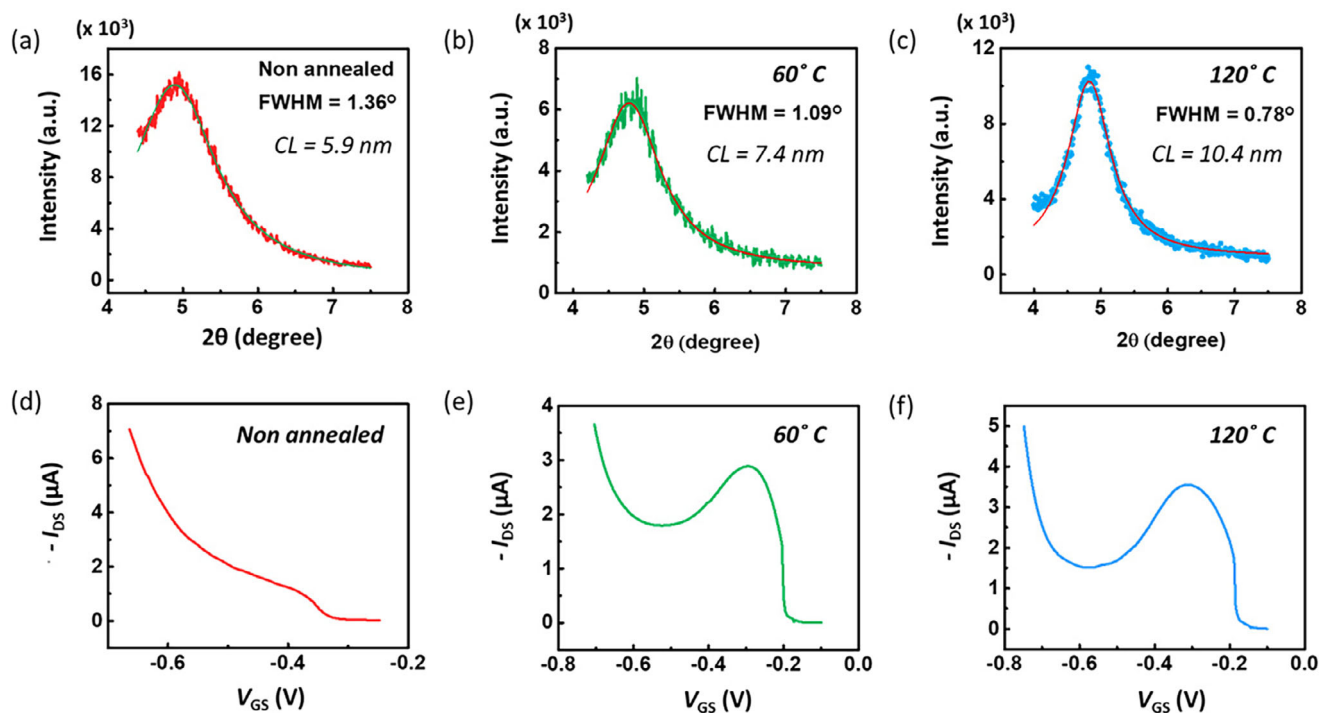 (a)
(x 10³)
Intensity (a.u.)
16
12
8
4
0
Non annealed
FWHM = 1.36°
CL = 5.9 nm
4
5
6
7
8
2θ (degree)
(b)
(x 10³)
Intensity (a.u.)
8
6
4
2
0
60° C
FWHM = 1.09°
CL = 7.4 nm
4
5
6
7
8
2θ (degree)
(c)
(x 10³)
Intensity (a.u.)
12
8
4
0
120° C
FWHM = 0.78°
CL = 10.4 nm
4
5
6
7
8
2θ (degree)
(d)
- I_DS (μA)
8
6
4
2
0
Non annealed
-0.6
-0.4
-0.2
V_GS (V)
(e)
- I_DS (μA)
4
3
2
1
0
60° C
-0.8
-0.6
-0.4
-0.2
0.0
V_GS (V)
(f)
- I_DS (μA)
5
4
3
2
1
0
120° C
-0.8
-0.6
-0.4
-0.2
0.0
V_GS (V)